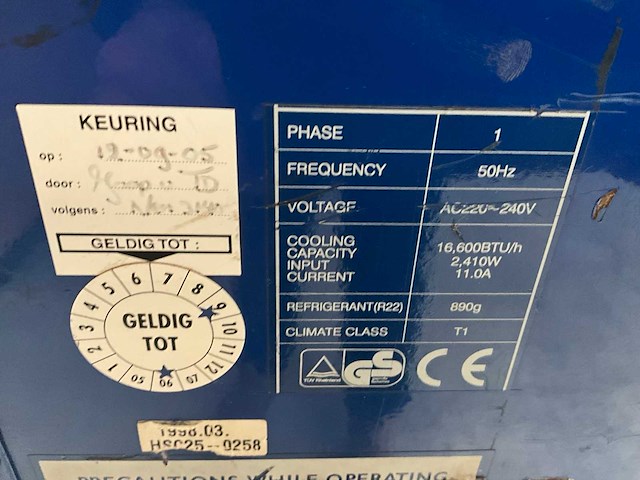 KEURING
op : 12-09-05
door :
volgens :
GELDIG TOT :
1 2 3 4 5 6 7 8 9 10 11 12
05 06 07
GELDIG
TOT
1998.03.
HSC25--0258
PHASE 1
FREQUENCY 50Hz
VOLTAGE AC220~240V
COOLING
CAPACITY 16,600BTU/h
INPUT 2,410W
CURRENT 11.0A
REFRIGERANT(R22) 890g
CLIMATE CLASS T1
TÜV Rheinland
GS
CE
PRECAUTIONS WHILE OPERATING